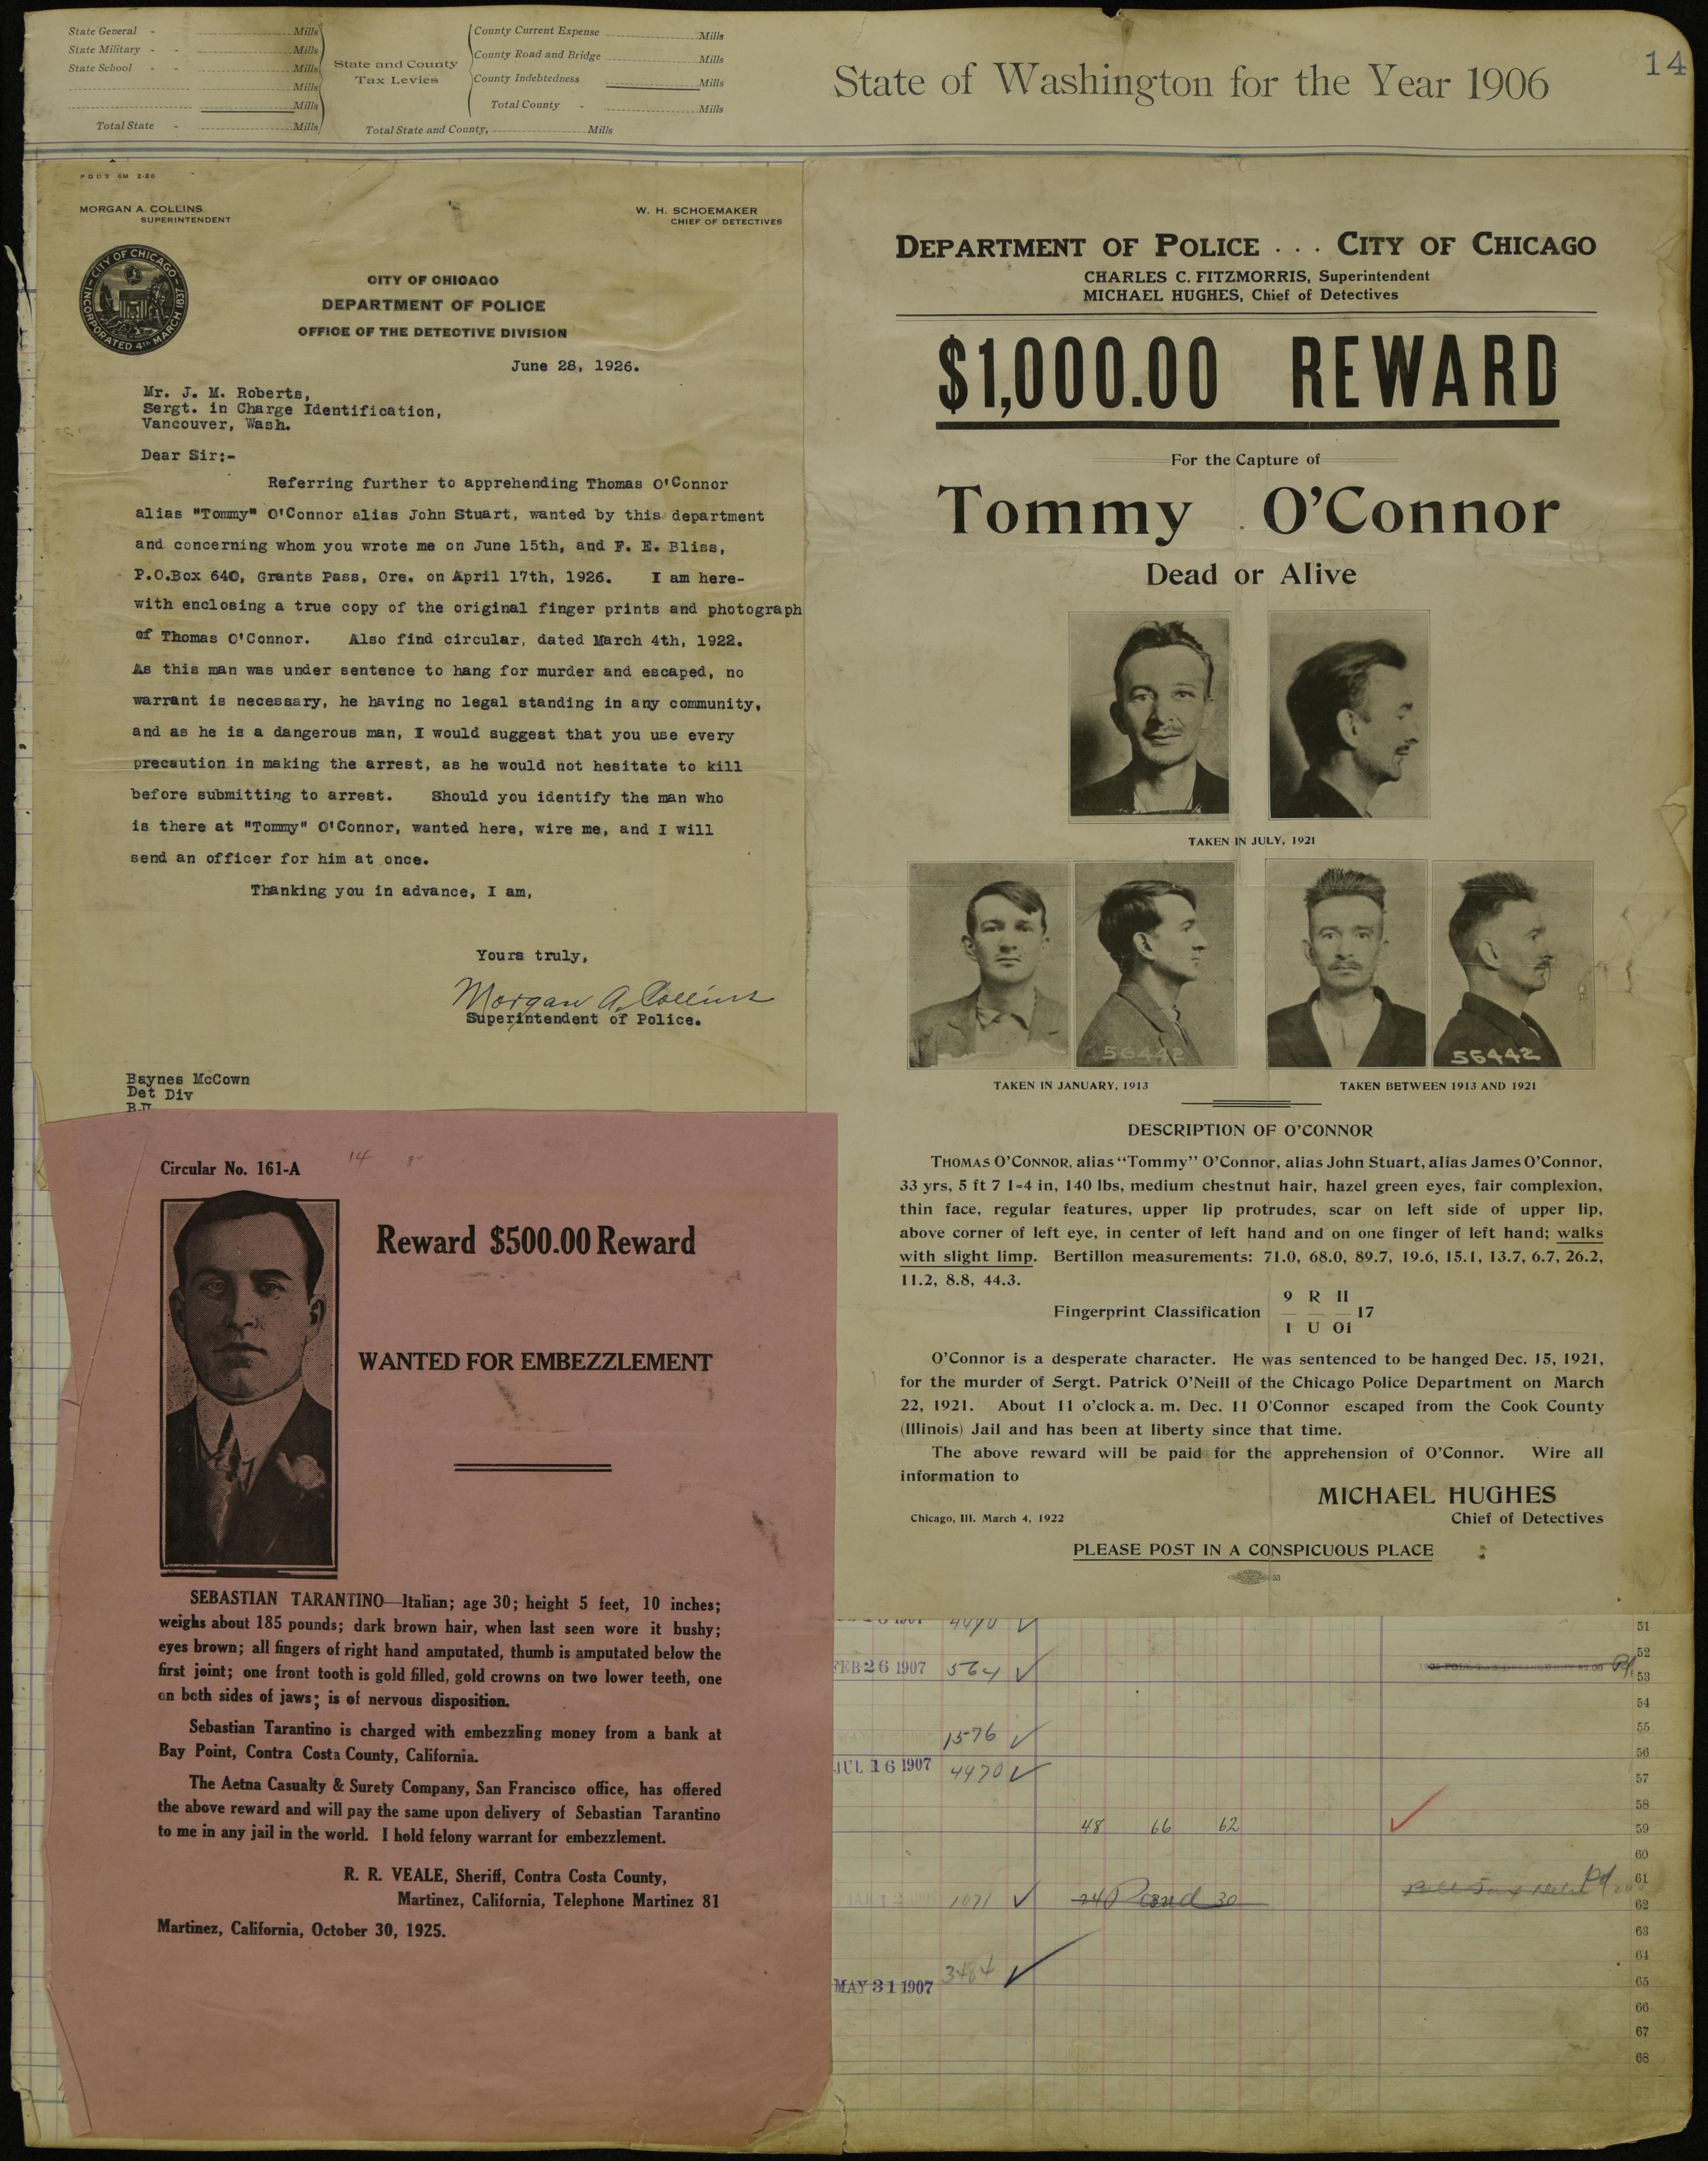 State General - Mills
State Military - - Mills
State School - - Mills
Mills
Mills
Total State - Mills
State and County
Tax Levies
County Current Expense Mills
County Road and Bridge Mills
County Indebtedness Mills
Total County - Mills
Total State and County, Mills
State of Washington for the Year 1906
14
P D D 3 6M 2-26
MORGAN A. COLLINS
SUPERINTENDENT
W. H. SCHOEMAKER
CHIEF OF DETECTIVES
CITY OF CHICAGO
INCORPORATED 4th MARCH 1837
CITY OF CHICAGO
DEPARTMENT OF POLICE
OFFICE OF THE DETECTIVE DIVISION
June 28, 1926.
Mr. J. M. Roberts,
Sergt. in Charge Identification,
Vancouver, Wash.
Dear Sir:-
Referring further to apprehending Thomas O'Connor
alias "Tommy" O'Connor alias John Stuart, wanted by this department
and concerning whom you wrote me on June 15th, and F. E. Bliss,
P.O.Box 640, Grants Pass, Ore. on April 17th, 1926. I am here-
with enclosing a true copy of the original finger prints and photograph
of Thomas O'Connor. Also find circular, dated March 4th, 1922.
As this man was under sentence to hang for murder and escaped, no
warrant is necessary, he having no legal standing in any community,
and as he is a dangerous man, I would suggest that you use every
precaution in making the arrest, as he would not hesitate to kill
before submitting to arrest. Should you identify the man who
is there at "Tommy" O'Connor, wanted here, wire me, and I will
send an officer for him at once.
Thanking you in advance, I am,
Yours truly,
Morgan A. Collins
Superintendent of Police.
Baynes McCown
Det Div
Circular No. 161-A
14
Reward $500.00 Reward
WANTED FOR EMBEZZLEMENT
SEBASTIAN TARANTINO—Italian; age 30; height 5 feet, 10 inches;
weighs about 185 pounds; dark brown hair, when last seen wore it bushy;
eyes brown; all fingers of right hand amputated, thumb is amputated below the
first joint; one front tooth is gold filled, gold crowns on two lower teeth, one
on both sides of jaws; is of nervous disposition.
Sebastian Tarantino is charged with embezzling money from a bank at
Bay Point, Contra Costa County, California.
The Aetna Casualty & Surety Company, San Francisco office, has offered
the above reward and will pay the same upon delivery of Sebastian Tarantino
to me in any jail in the world. I hold felony warrant for embezzlement.
R. R. VEALE, Sheriff, Contra Costa County,
Martinez, California, Telephone Martinez 81
Martinez, California, October 30, 1925.
DEPARTMENT OF POLICE . . . CITY OF CHICAGO
CHARLES C. FITZMORRIS, Superintendent
MICHAEL HUGHES, Chief of Detectives
$1,000.00 REWARD
For the Capture of
Tommy O'Connor
Dead or Alive
TAKEN IN JULY, 1921
56442
56442
TAKEN IN JANUARY, 1913
TAKEN BETWEEN 1913 AND 1921
DESCRIPTION OF O'CONNOR
THOMAS O'CONNOR, alias "Tommy" O'Connor, alias John Stuart, alias James O'Connor,
33 yrs, 5 ft 7 1-4 in, 140 lbs, medium chestnut hair, hazel green eyes, fair complexion,
thin face, regular features, upper lip protrudes, scar on left side of upper lip,
above corner of left eye, in center of left hand and on one finger of left hand; walks
with slight limp. Bertillon measurements: 71.0, 68.0, 89.7, 19.6, 15.1, 13.7, 6.7, 26.2,
11.2, 8.8, 44.3.
9 R II
Fingerprint Classification — — — 17
1 U OI
O'Connor is a desperate character. He was sentenced to be hanged Dec. 15, 1921,
for the murder of Sergt. Patrick O'Neill of the Chicago Police Department on March
22, 1921. About 11 o'clock a. m. Dec. 11 O'Connor escaped from the Cook County
(Illinois) Jail and has been at liberty since that time.
The above reward will be paid for the apprehension of O'Connor. Wire all
information to
MICHAEL HUGHES
Chief of Detectives
Chicago, Ill. March 4, 1922
PLEASE POST IN A CONSPICUOUS PLACE
53
51
52
FEB 26 1907 564 53
54
1576 55
56
JUL 16 1907 4470 57
58
48 66 62 59
60
Pd 61
1071 24 30 62
63
64
MAY 31 1907 3484 65
66
67
68